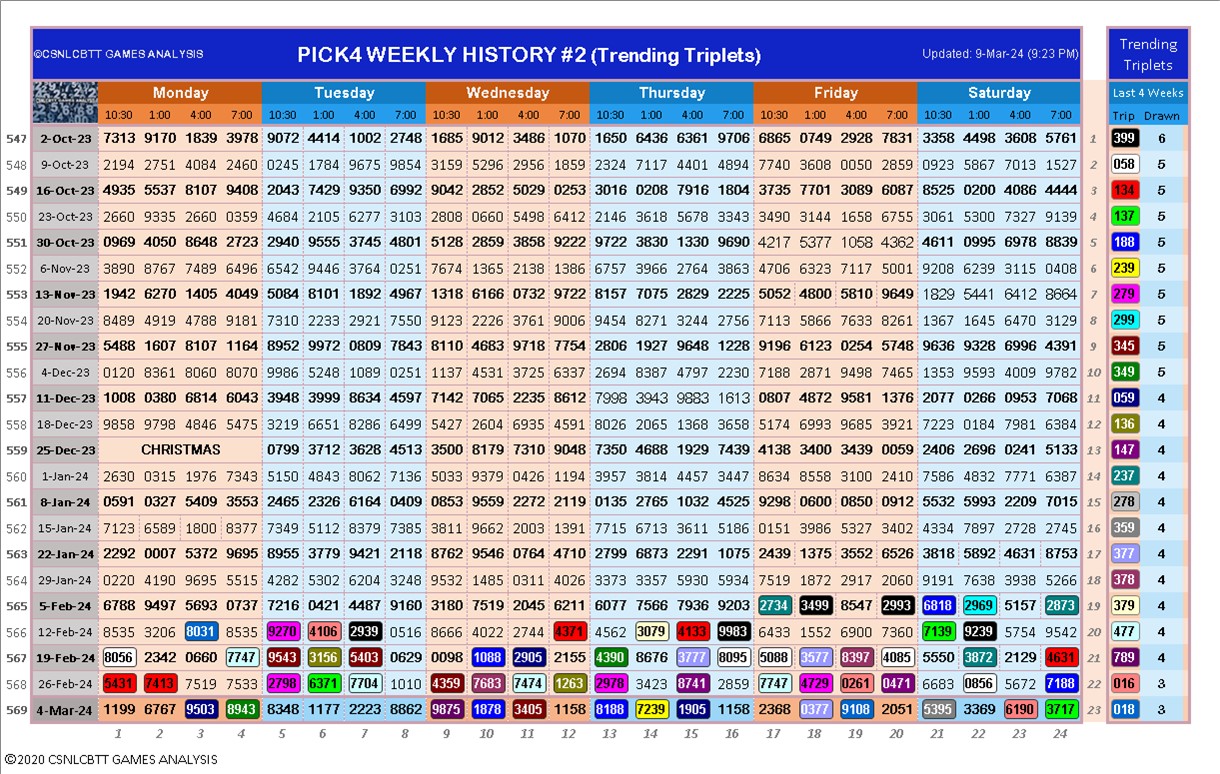 ©CSNLCBTT GAMES ANALYSIS PICK4 WEEKLY HISTORY #2 (Trending Triplets) Updated: 9-Mar-24 (9:23 PM) Trending
Triplets
Monday Tuesday Wednesday Thursday Friday Saturday Last 4 Weeks
10:30 1:00 4:00 7:00 10:30 1:00 4:00 7:00 10:30 1:00 4:00 7:00 10:30 1:00 4:00 7:00 10:30 1:00 4:00 7:00 10:30 1:00 4:00 7:00 Trip Drawn
547 2-Oct-23 7313 9170 1839 3978 9072 4414 1002 2748 1685 9012 3486 1070 1650 6436 6361 9706 6865 0749 2928 7831 3358 4498 3608 5761 1 399 6
548 9-Oct-23 2194 2751 4084 2460 0245 1784 9675 9854 3159 5296 2956 1859 2324 7117 4401 4894 7740 3608 0050 2859 0923 5867 7013 1527 2 058 5
549 16-Oct-23 4935 5537 8107 9408 2043 7429 9350 6992 9042 2852 5029 0253 3016 0208 7916 1804 3735 7701 3089 6087 8525 0200 4086 4444 3 134 5
550 23-Oct-23 2660 9335 2660 0359 4684 2105 6277 3103 2808 0660 5498 6412 2146 3618 5678 3343 3490 3144 1658 6755 3061 5300 7327 9139 4 137 5
551 30-Oct-23 0969 4050 8648 2723 2940 9555 3745 4801 5128 2859 3858 9222 9722 3830 1330 9690 4217 5377 1058 4362 4611 0995 6978 8839 5 188 5
552 6-Nov-23 3890 8767 7489 6496 6542 9446 3764 0251 7674 1365 2138 1386 6757 3966 2764 3863 4706 6323 7117 5001 9208 6239 3115 0408 6 239 5
553 13-Nov-23 1942 6270 1405 4049 5084 8101 1892 4967 1318 6166 0732 9722 8157 7075 2829 2225 5052 4800 5810 9649 1829 5441 6412 8664 7 279 5
554 20-Nov-23 8489 4919 4788 9181 7310 2233 2921 7550 9123 2226 3761 9006 9454 8271 3244 2756 7113 5866 7633 8261 1367 1645 6470 3129 8 299 5
555 27-Nov-23 5488 1607 8107 1164 8952 9972 0809 7843 8110 4683 9718 7754 2806 1927 9648 1228 9196 6123 0254 5748 9636 9328 6996 4391 9 345 5
556 4-Dec-23 0120 8361 8060 8070 9986 5248 1089 0251 1137 4531 3725 6337 2694 8387 4797 2230 7188 2871 9498 7465 1353 9593 4009 9782 10 349 5
557 11-Dec-23 1008 0380 6814 6043 3948 3999 8634 4597 7142 7065 2235 8612 7998 3943 9883 1613 0807 4872 9581 1376 2077 0266 0953 7068 11 059 4
558 18-Dec-23 9858 9798 4846 5475 3219 6651 8286 6499 5427 2604 6935 4591 8026 2065 1368 3658 5174 6993 9685 3921 7223 0184 7981 6384 12 136 4
559 25-Dec-23 CHRISTMAS 0799 3712 3628 4513 3500 8179 7310 9048 7350 4688 1929 7439 4138 3400 3439 0059 2406 2696 0241 5133 13 147 4
560 1-Jan-24 2630 0315 1976 7343 5150 4843 8062 7136 5033 9379 0426 1194 3957 3814 4457 3447 8634 8558 3100 2410 7586 4832 7771 6387 14 237 4
561 8-Jan-24 0591 0327 5409 3553 2465 2326 6164 0409 0853 9559 2272 2119 0135 2765 1032 4525 9298 0600 0850 0912 5532 5993 2209 7015 15 278 4
562 15-Jan-24 7123 6589 1800 8377 7349 5112 8379 7385 3811 9662 2003 1391 7715 6713 3611 5186 0151 3986 5327 3402 4334 7897 2728 2745 16 359 4
563 22-Jan-24 2292 0007 5372 9695 8955 3779 9421 2118 8762 9546 0764 4710 2799 6873 2291 1075 2439 1375 3552 6526 3818 5892 4631 8753 17 377 4
564 29-Jan-24 0220 4190 9695 5515 4282 5302 6204 3248 9532 1485 0311 4026 3373 3357 5930 5934 7519 1872 2917 2060 9191 7638 3938 5266 18 378 4
565 5-Feb-24 6788 9497 5693 0737 7216 0421 4487 9160 3180 7519 2045 6211 6077 7566 7936 9203 2734 3499 8547 2993 6818 2969 5157 2873 19 379 4
566 12-Feb-24 8535 3206 8031 8535 9270 4106 2939 0516 8666 4022 2744 4371 4562 3079 4133 9983 6433 1552 6900 7360 7139 9239 5754 9542 20 477 4
567 19-Feb-24 8056 2342 0660 7747 9543 3156 5403 0629 0098 1088 2905 2155 4390 8676 3777 8095 5088 3577 8397 4085 5550 3872 2129 4631 21 789 4
568 26-Feb-24 5431 7413 7519 7533 2798 6371 7704 1010 4359 7683 7474 1263 2978 3423 8741 2859 7747 4729 0261 0471 6683 0856 5672 7188 22 016 3
569 4-Mar-24 1199 6767 9503 8943 8348 1177 2223 8862 9875 1878 3405 1158 8188 7239 1905 1158 2368 0377 9108 2051 5395 3369 6190 3717 23 018 3
1 2 3 4 5 6 7 8 9 10 11 12 13 14 15 16 17 18 19 20 21 22 23 24
©2020 CSNLCBTT GAMES ANALYSIS